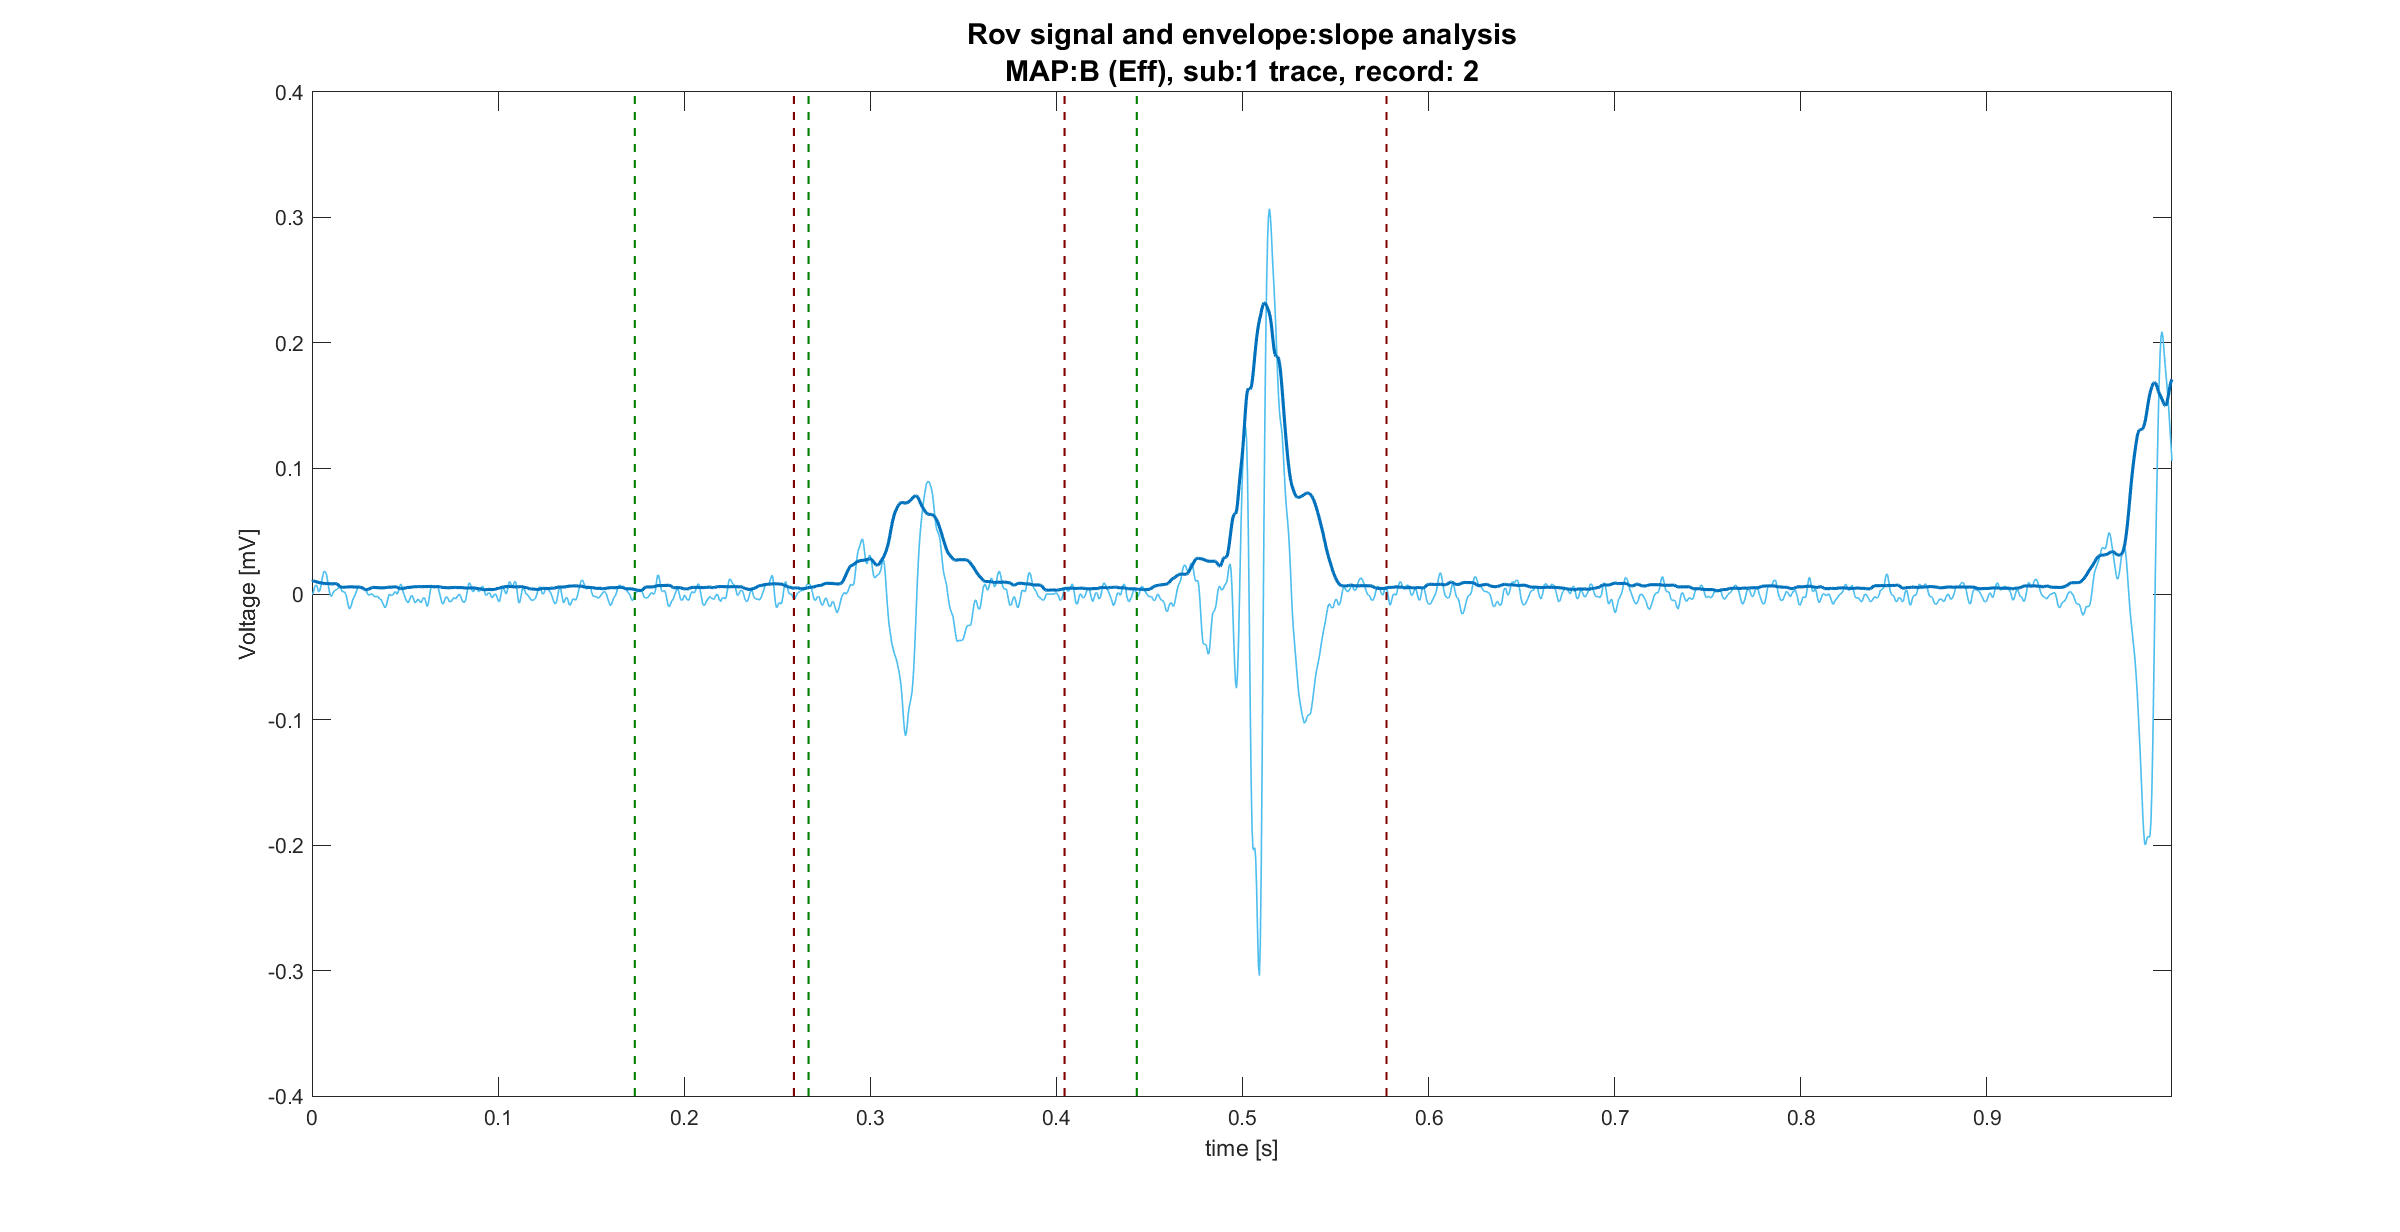 Rov signal and envelope:slope analysis
MAP:B (Eff), sub:1 trace, record: 2
0.4
0.3
0.2
0.1
0
-0.1
-0.2
-0.3
-0.4
Voltage [mV]
0 0.1 0.2 0.3 0.4 0.5 0.6 0.7 0.8 0.9
time [s]